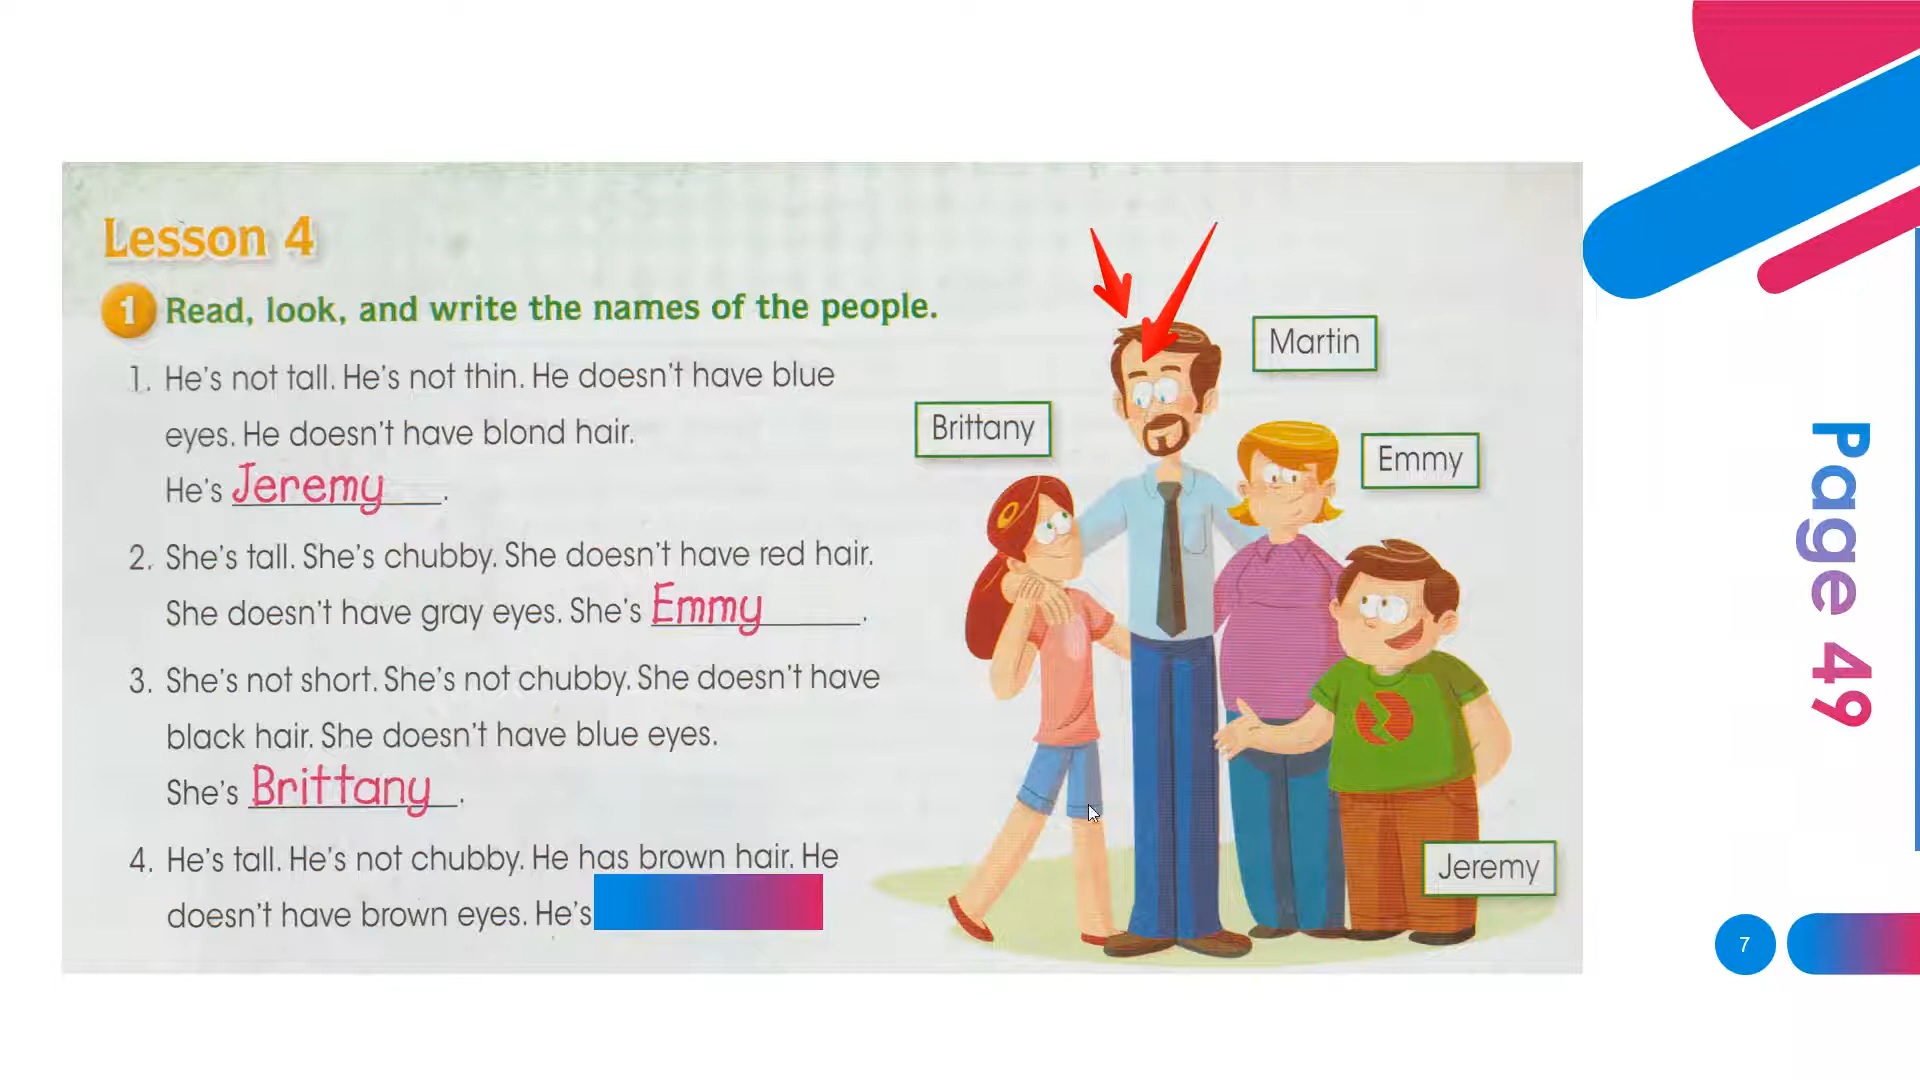 Lesson 4
1 Read, look, and write the names of the people.
1. He's not tall. He's not thin. He doesn't have blue
eyes. He doesn't have blond hair.
He's Jeremy.
2. She's tall. She's chubby. She doesn't have red hair.
She doesn't have gray eyes. She's Emmy.
3. She's not short. She's not chubby. She doesn't have
black hair. She doesn't have blue eyes.
She's Brittany.
4. He's tall. He's not chubby. He has brown hair. He
doesn't have brown eyes. He's
Martin
Brittany
Emmy
Jeremy
Page 49
7